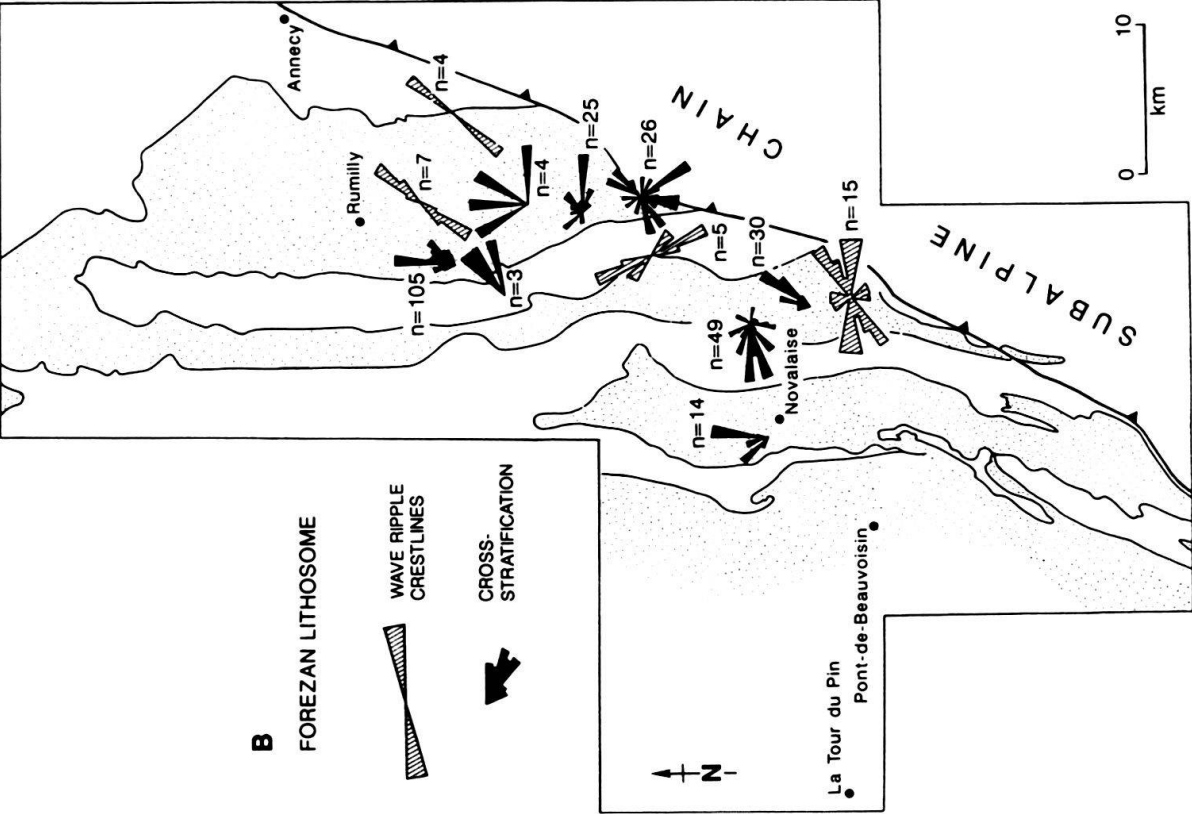 B
FOREZAN LITHOSOME
WAVE RIPPLE
CRESTLINES
CROSS-
STRATIFICATION
N
La Tour du Pin
Pont-de-Beauvoisin
Novalaise
Rumilly
Annecy
n=4
n=7
n=4
n=25
n=26
n=105
n=3
n=5
n=30
n=15
n=49
n=14
SUBALPINE
CHAIN
0
10
km